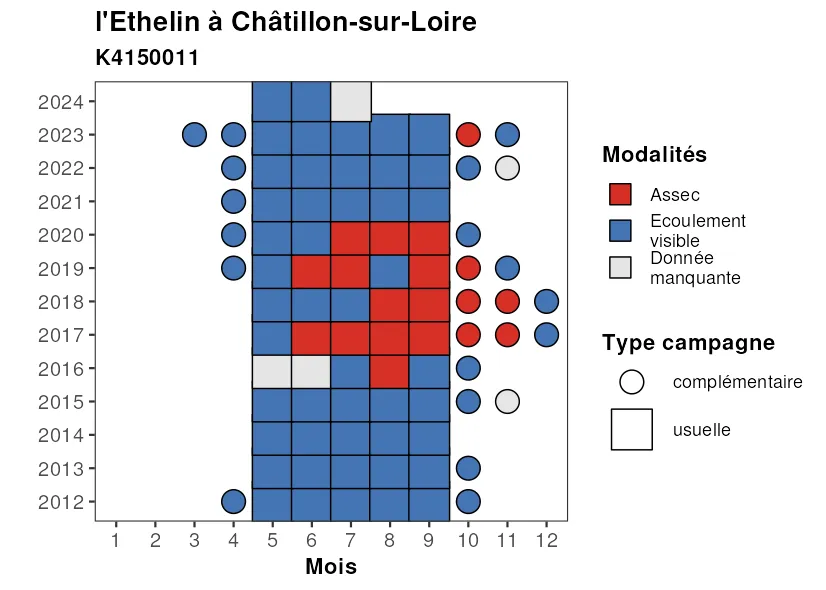 l'Ethelin à Châtillon-sur-Loire
K4150011
2024
2023
2022
2021
2020
2019
2018
2017
2016
2015
2014
2013
2012
1 2 3 4 5 6 7 8 9 10 11 12
Mois
Modalités
Assec
Ecoulement
visible
Donnée
manquante
Type campagne
complémentaire
usuelle